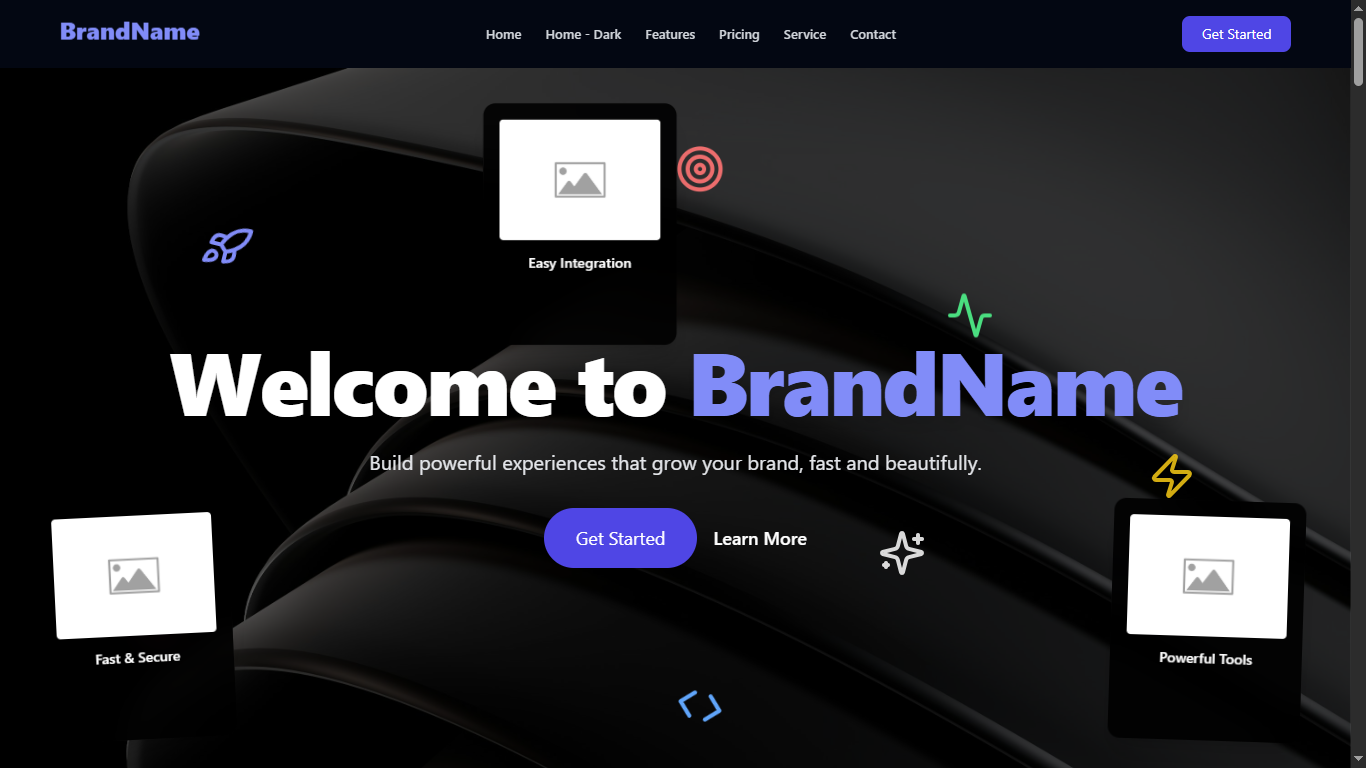 BrandName
Home
Home - Dark
Features
Pricing
Service
Contact
Get Started
Easy Integration
Welcome to BrandName
Build powerful experiences that grow your brand, fast and beautifully.
Get Started
Learn More
Fast & Secure
Powerful Tools